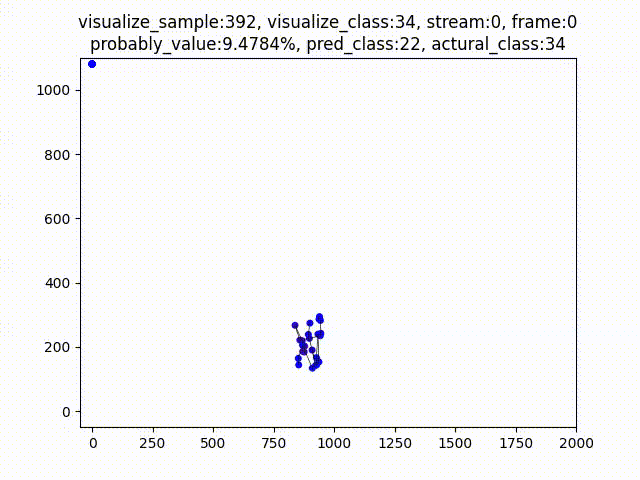 visualize_sample:392, visualize_class:34, stream:0, frame:0
probably_value:9.4784%, pred_class:22, actural_class:34
1000
800
600
400
200
0
0 250 500 750 1000 1250 1500 1750 2000